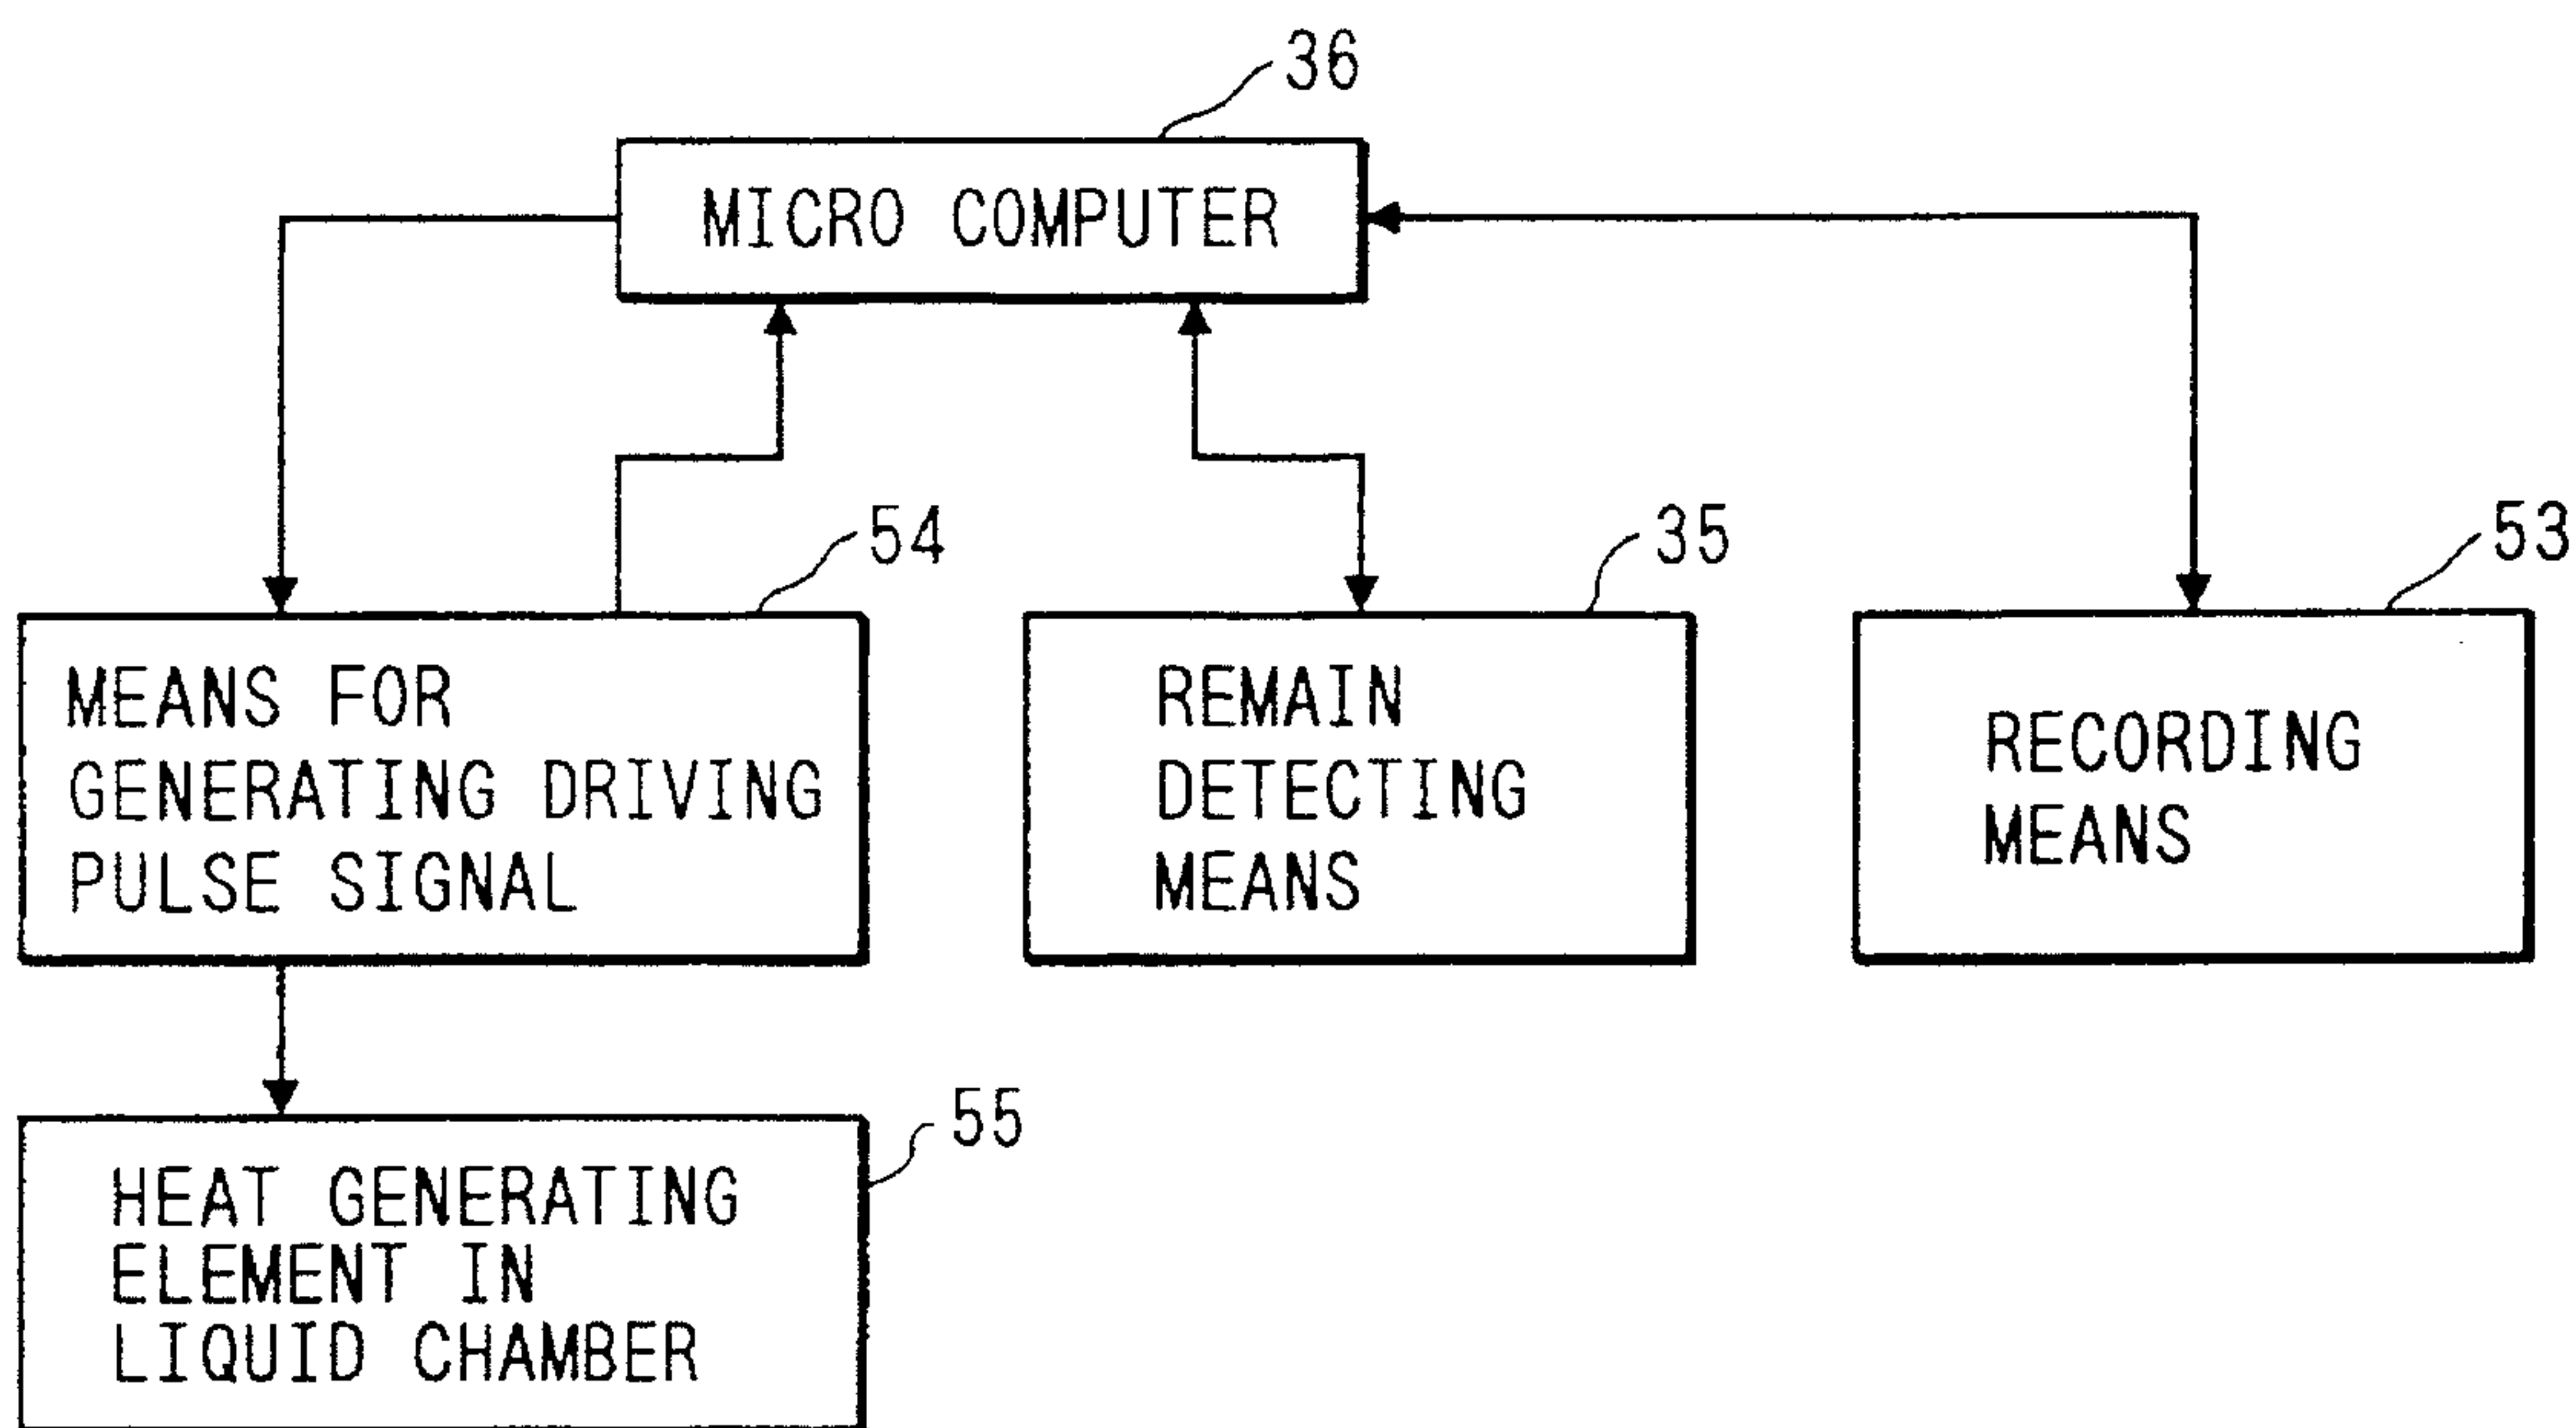 36
MICRO COMPUTER
54
35
53
MEANS FOR
GENERATING DRIVING
PULSE SIGNAL
REMAIN
DETECTING
MEANS
RECORDING
MEANS
55
HEAT GENERATING
ELEMENT IN
LIQUID CHAMBER